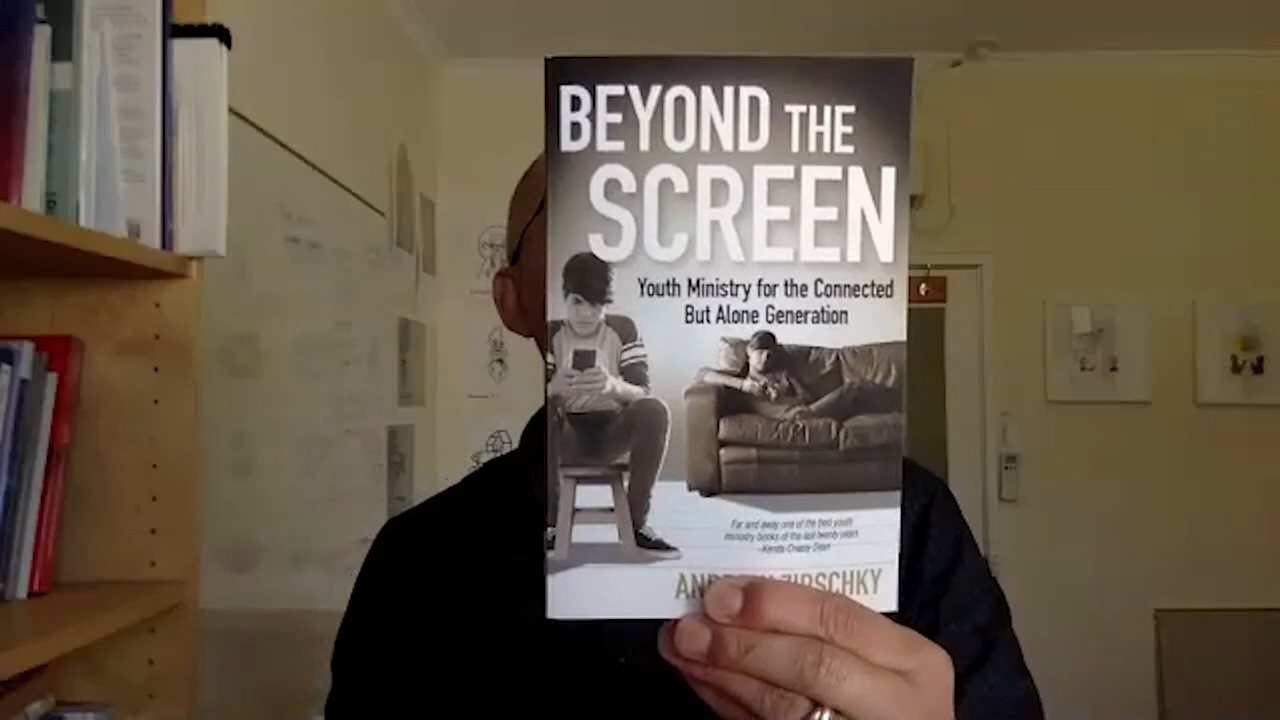 BEYOND THE
SCREEN
Youth Ministry for the Connected
But Alone Generation
Far and away one of the best youth
ministry books of the last twenty years
-Kenda Creasy Dean
ZIRSCHKY